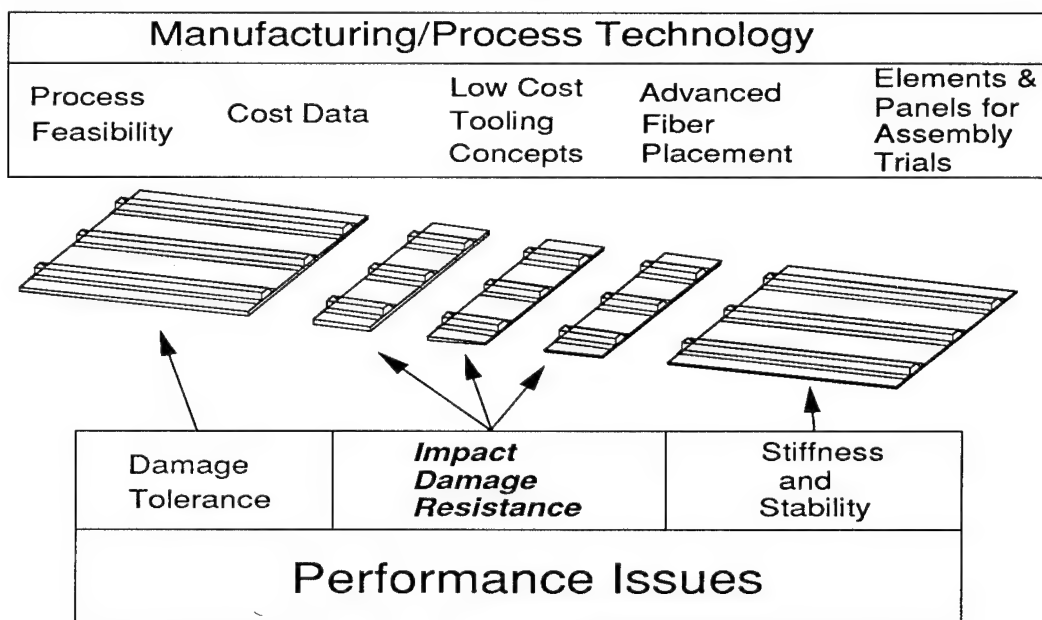 Manufacturing/Process Technology
Process
Feasibility
Cost Data
Low Cost
Tooling
Concepts
Advanced
Fiber
Placement
Elements &
Panels for
Assembly
Trials
Damage
Tolerance
Impact
Damage
Resistance
Stiffness
and
Stability
Performance Issues